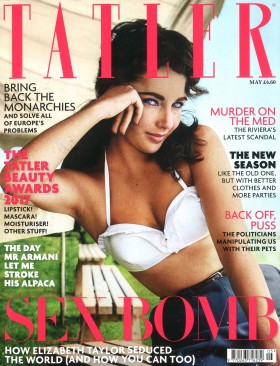 TATLER
MAY £4.60
BRING
BACK THE
MONARCHIES
AND SOLVE ALL
OF EUROPE'S
PROBLEMS
THE
TATLER
BEAUTY
AWARDS
2012
LIPSTICK!
MASCARA!
MOISTURISER!
OTHER STUFF!
THE DAY
MR ARMANI
LET ME
STROKE
HIS ALPACA
MURDER ON
THE MED
THE RIVIERA'S
LATEST SCANDAL
THE NEW
SEASON
LIKE THE OLD ONE,
BUT WITH BETTER
CLOTHES AND
MORE PARTIES
BACK OFF,
PUSS
THE POLITICIANS
MANIPULATING US
WITH THEIR PETS
SEX BOMB
HOW ELIZABETH TAYLOR SEDUCED
THE WORLD (AND HOW YOU CAN TOO)